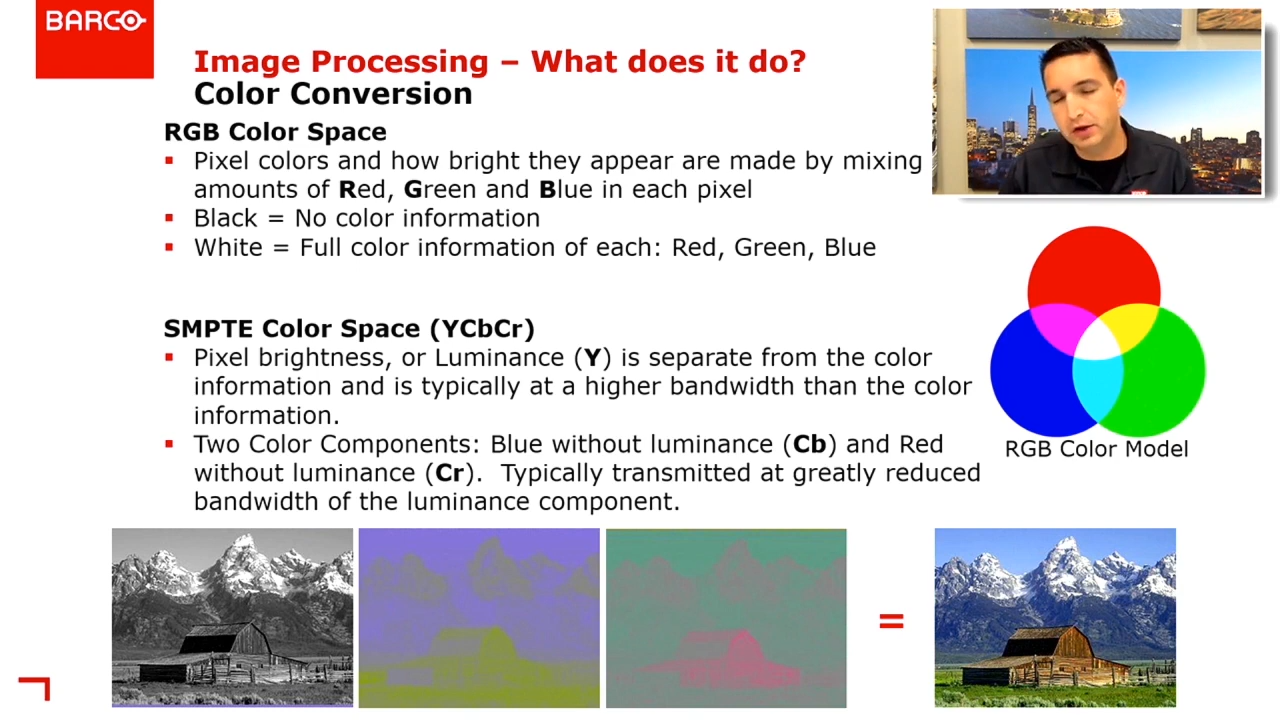 BARCO
Image Processing – What does it do?
Color Conversion
RGB Color Space
Pixel colors and how bright they appear are made by mixing
amounts of Red, Green and Blue in each pixel
Black = No color information
White = Full color information of each: Red, Green, Blue
SMPTE Color Space (YCbCr)
Pixel brightness, or Luminance (Y) is separate from the color
information and is typically at a higher bandwidth than the color
information.
Two Color Components: Blue without luminance (Cb) and Red
without luminance (Cr).  Typically transmitted at greatly reduced
bandwidth of the luminance component.
RGB Color Model
=